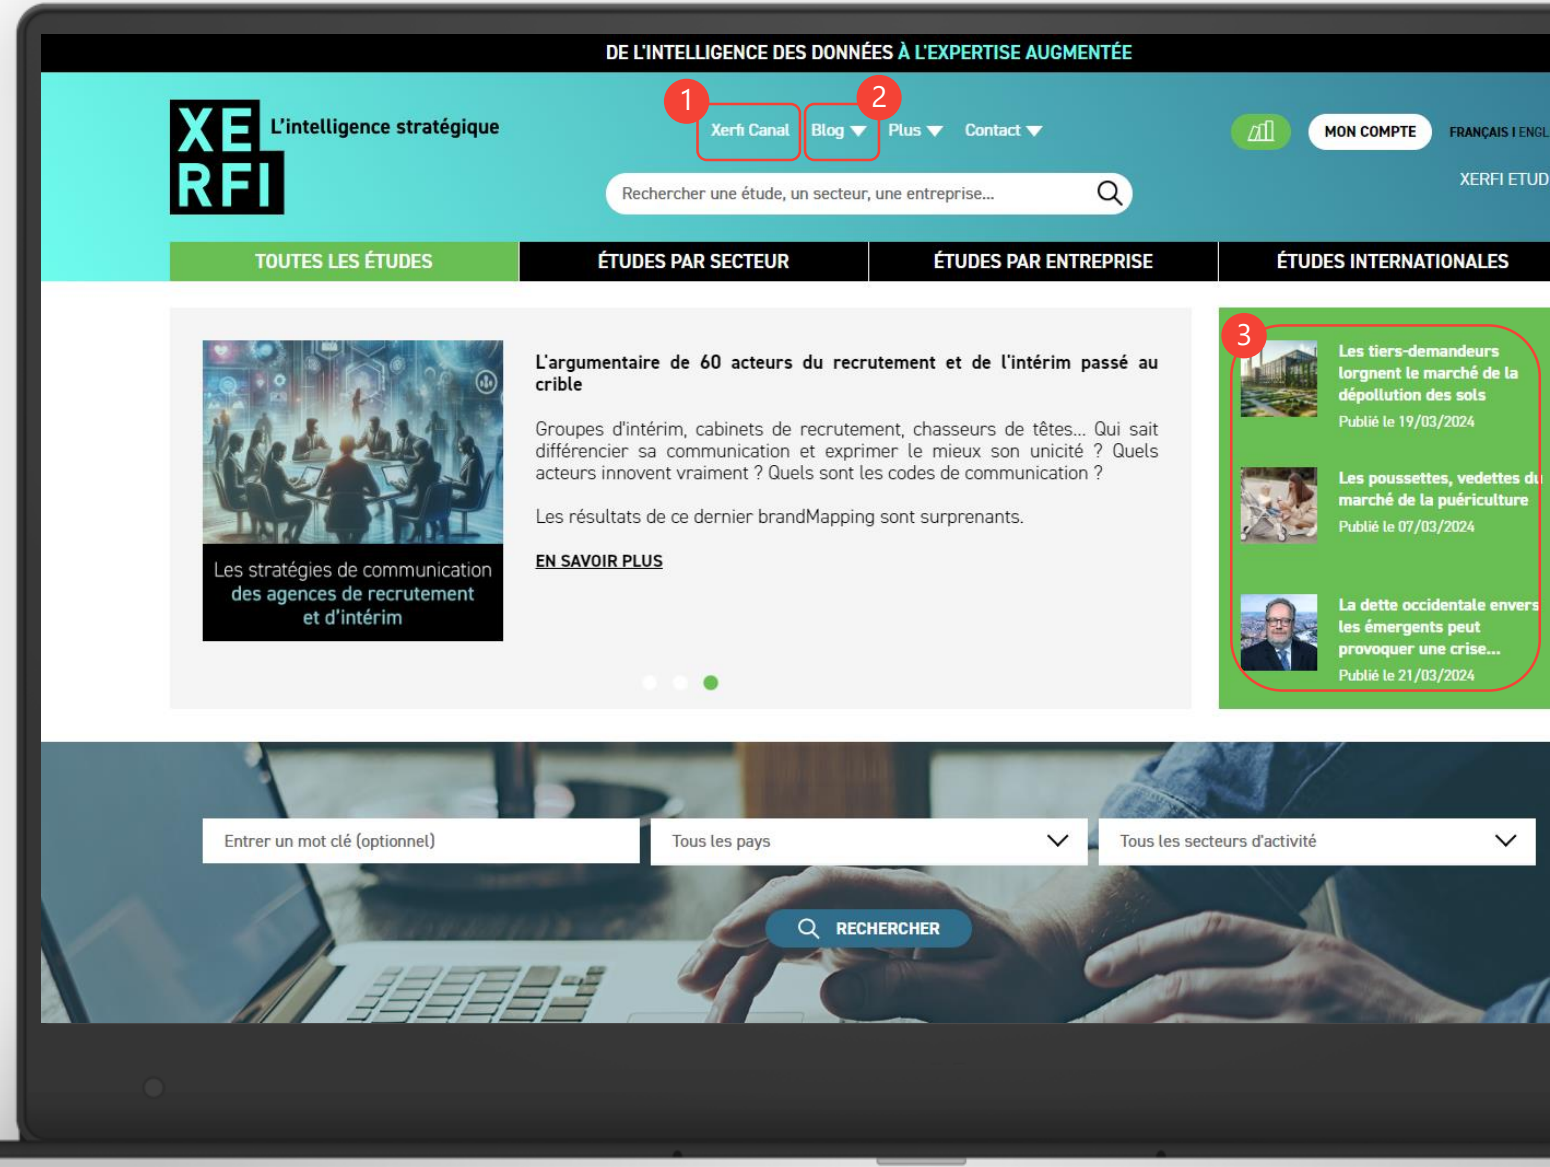 DE L'INTELLIGENCE DES DONNÉES À L'EXPERTISE AUGMENTÉE
XE
RFI
L'intelligence stratégique
1
2
Xerfi Canal Blog Plus Contact
MON COMPTE
FRANÇAIS I ENGL
Rechercher une étude, un secteur, une entreprise...
XERFI ETUD
TOUTES LES ÉTUDES
ÉTUDES PAR SECTEUR
ÉTUDES PAR ENTREPRISE
ÉTUDES INTERNATIONALES
Les stratégies de communication
des agences de recrutement
et d'intérim
L'argumentaire de 60 acteurs du recrutement et de l'intérim passé au
crible
Groupes d'intérim, cabinets de recrutement, chasseurs de têtes... Qui sait
différencier sa communication et exprimer le mieux son unicité ? Quels
acteurs innovent vraiment ? Quels sont les codes de communication ?
Les résultats de ce dernier brandMapping sont surprenants.
EN SAVOIR PLUS
3
Les tiers-demandeurs
lorgnent le marché de la
dépollution des sols
Publié le 19/03/2024
Les poussettes, vedettes du
marché de la puériculture
Publié le 07/03/2024
La dette occidentale envers
les émergents peut
provoquer une crise...
Publié le 21/03/2024
Entrer un mot clé (optionnel)
Tous les pays
Tous les secteurs d'activité
RECHERCHER